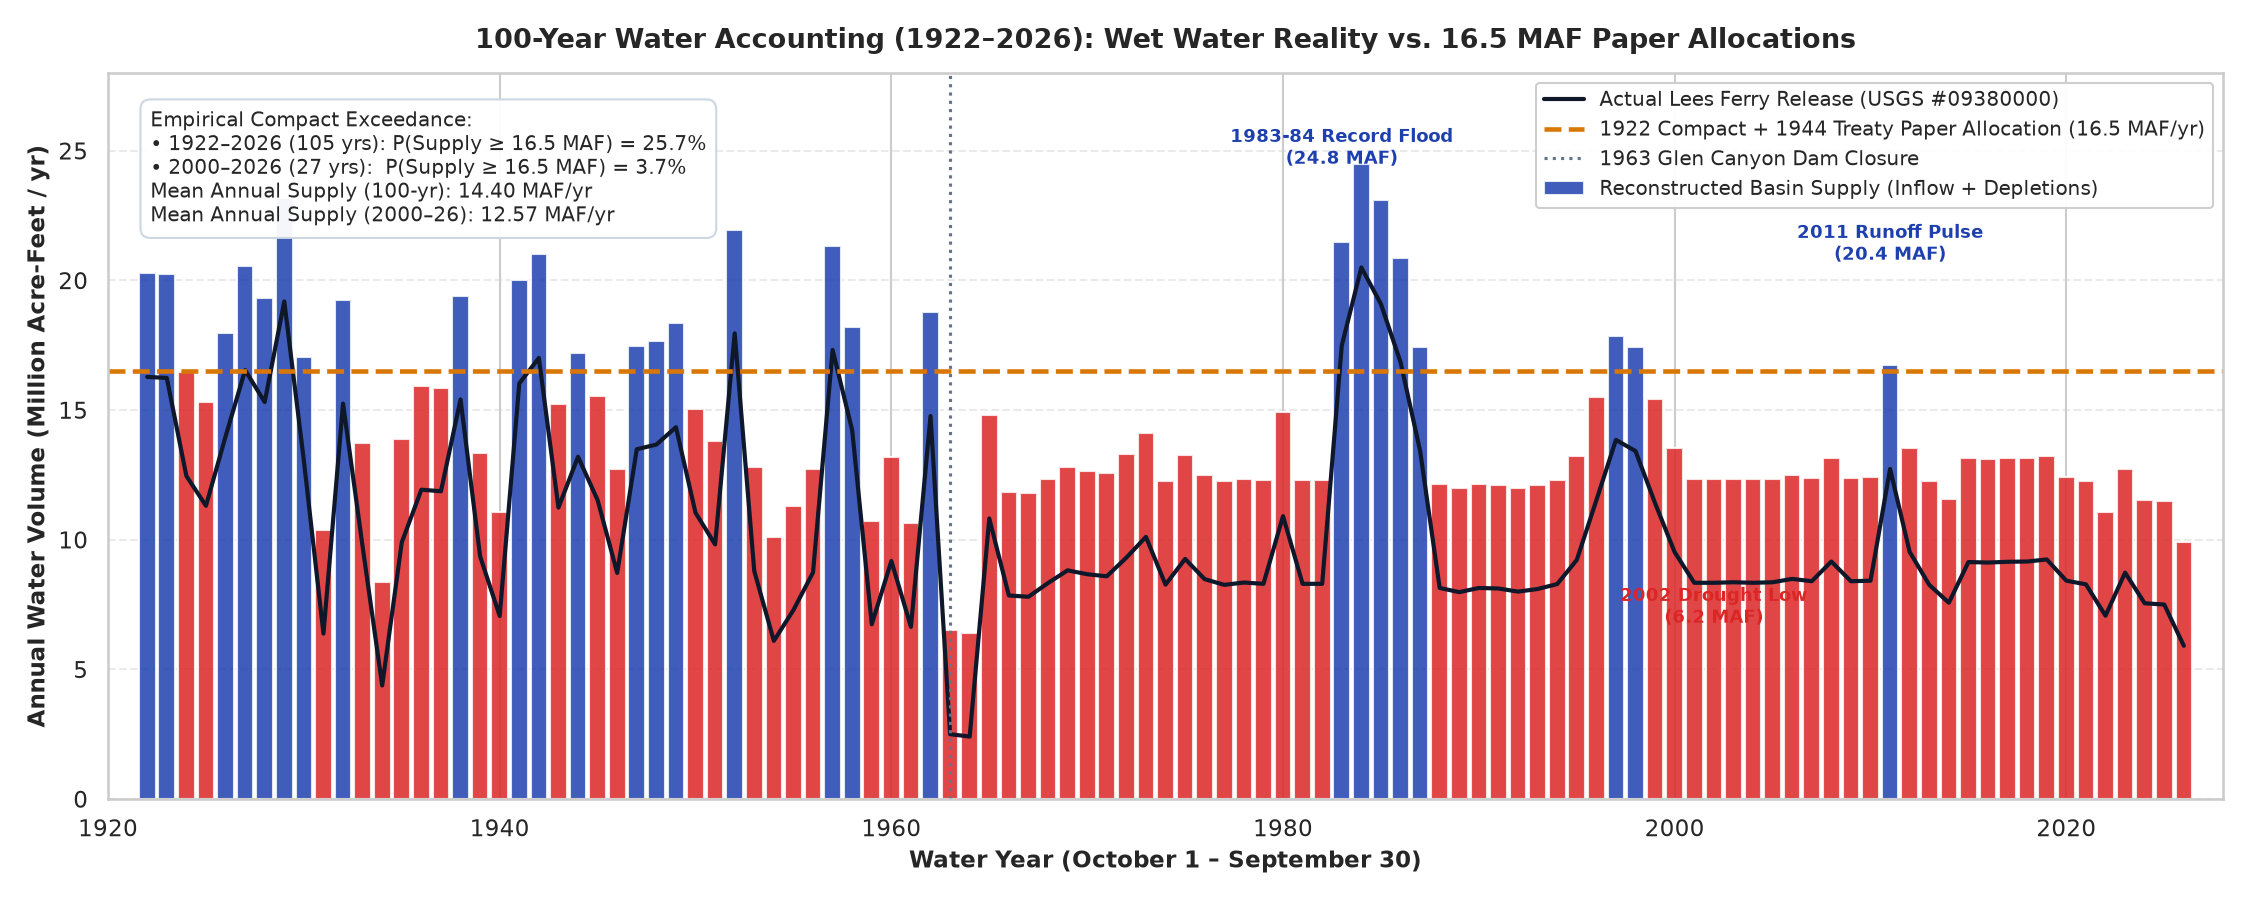 100-Year Water Accounting (1922–2026): Wet Water Reality vs. 16.5 MAF Paper Allocations
Annual Water Volume (Million Acre-Feet / yr)
25
20
15
10
5
0
Empirical Compact Exceedance:
• 1922–2026 (105 yrs): P(Supply ≥ 16.5 MAF) = 25.7%
• 2000–2026 (27 yrs):  P(Supply ≥ 16.5 MAF) = 3.7%
Mean Annual Supply (100-yr): 14.40 MAF/yr
Mean Annual Supply (2000–26): 12.57 MAF/yr
1983-84 Record Flood
(24.8 MAF)
Actual Lees Ferry Release (USGS #09380000)
1922 Compact + 1944 Treaty Paper Allocation (16.5 MAF/yr)
1963 Glen Canyon Dam Closure
Reconstructed Basin Supply (Inflow + Depletions)
2011 Runoff Pulse
(20.4 MAF)
2002 Drought Low
(6.2 MAF)
1920
1940
1960
1980
2000
2020
Water Year (October 1 – September 30)